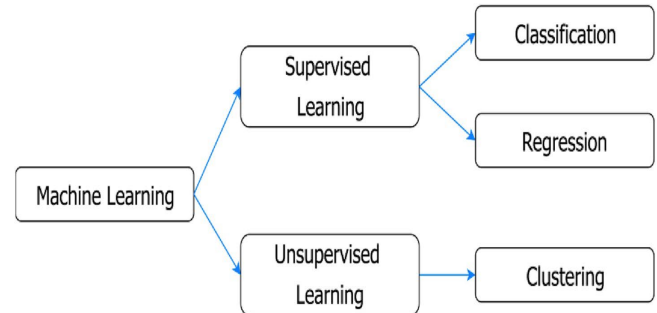 Classification
Supervised
Learning
Regression
Machine Learning
Unsupervised
Learning
Clustering